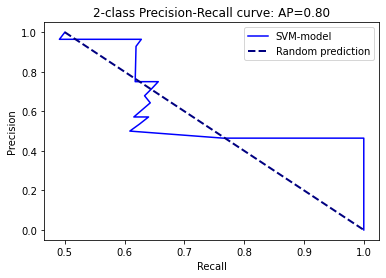 2-class Precision-Recall curve: AP=0.80
SVM-model
Random prediction
Precision
1.0
0.8
0.6
0.4
0.2
0.0
0.5
0.6
0.7
0.8
0.9
1.0
Recall